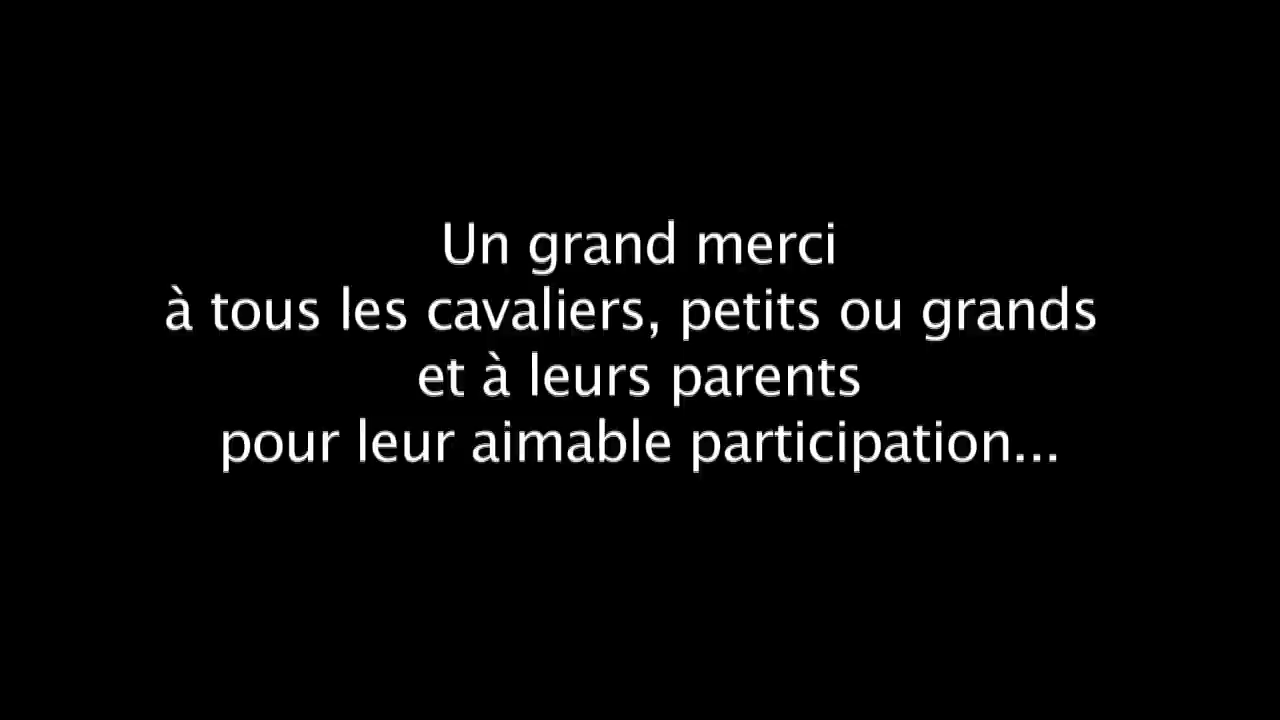 Un grand merci
à tous les cavaliers, petits ou grands
et à leurs parents
pour leur aimable participation...